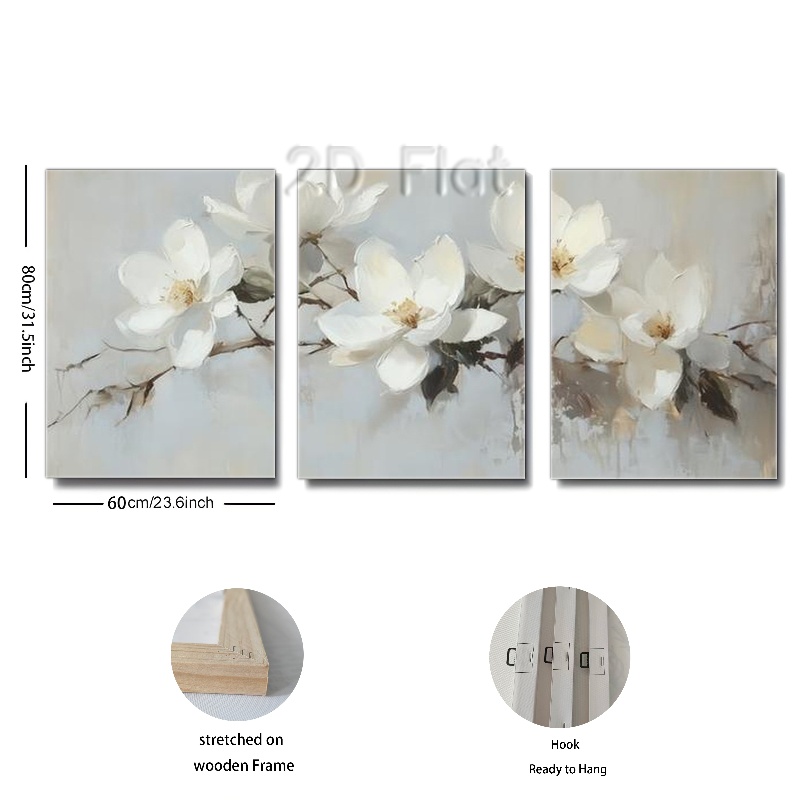 2D Flat
80cm/31.5inch
60cm/23.6inch
stretched on
wooden Frame
Hook
Ready to Hang